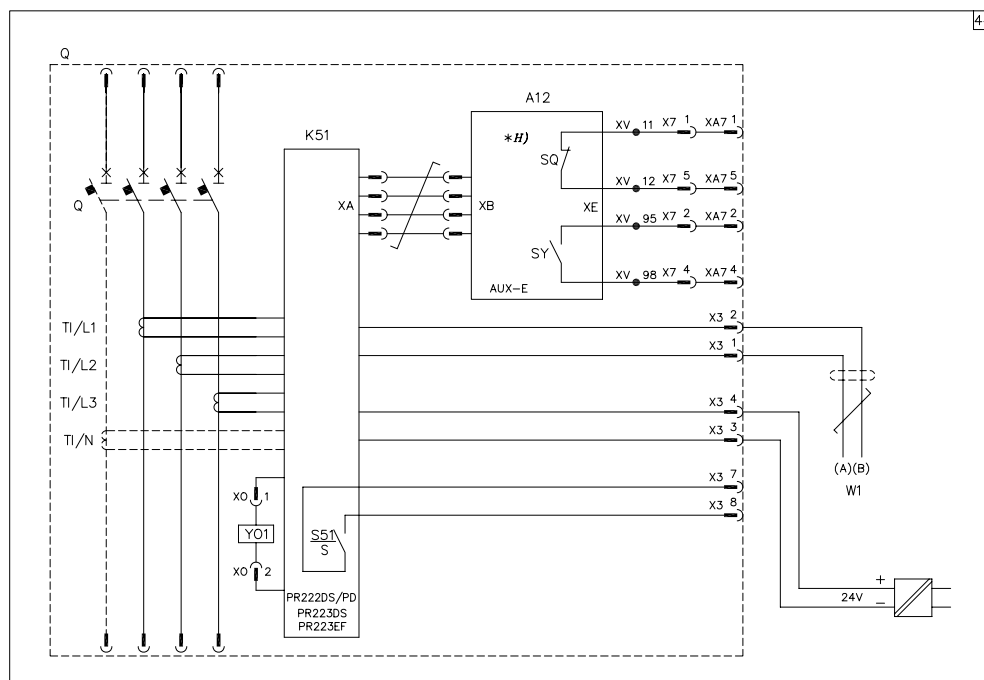 4
Q
A12
K51
*H)
XV 11 X7 1 XA7 1
SQ
XV 12 X7 5 XA7 5
XA
XB
XE
Q
XV 95 X7 2 XA7 2
SY
XV 98 X7 4 XA7 4
AUX-E
TI/L1
X3 2
TI/L2
X3 1
TI/L3
X3 4
TI/N
X3 3
(A)(B)
W1
X3 7
X0 1
X3 8
Y01
S51
S
X0 2
PR222DS/PD
PR223DS
PR223EF
+
24V
-